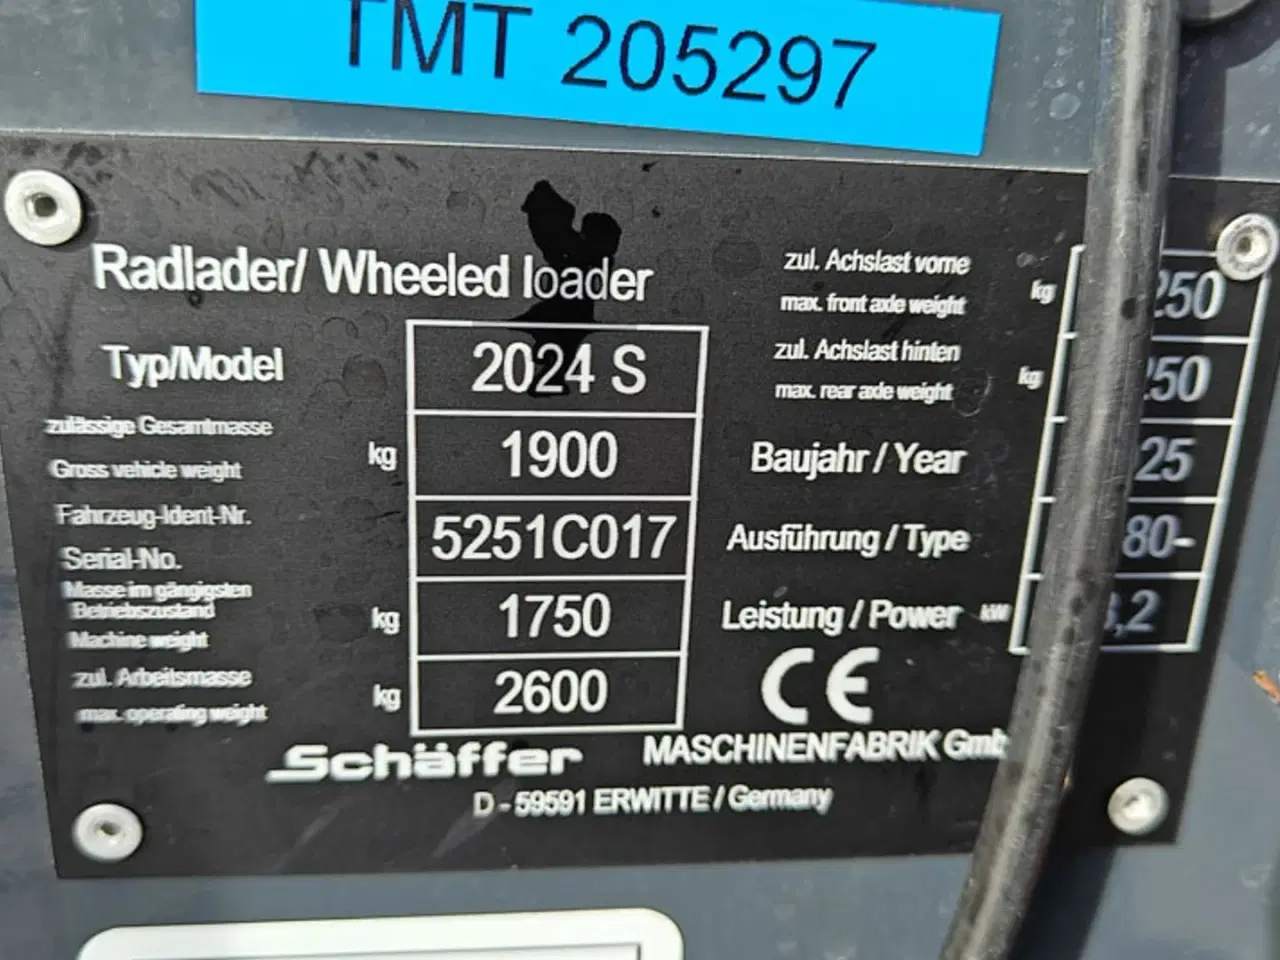 TMT 205297
Radlader/ Wheeled loader
Typ/Model 2024 S
zulässige Gesamtmasse
Gross vehicle weight kg 1900
Fahrzeug-Ident-Nr.
Serial-No. 5251C017
Masse im gängigsten
Betriebszustand
Machine weight kg 1750
zul. Arbeitsmasse
max. operating weight kg 2600
zul. Achslast vorne
max. front axle weight kg 250
zul. Achslast hinten
max. rear axle weight kg 250
Baujahr / Year 25
Ausführung / Type 80-
Leistung / Power kW 3,2
CE
Schäffer MASCHINENFABRIK Gmb
D - 59591 ERWITTE / Germany